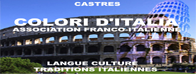 CASTRES
COLORI D'ITALIA
ASSOCIATION FRANCO-ITALIENNE
LANGUE CULTURE
TRADITIONS ITALIENNES